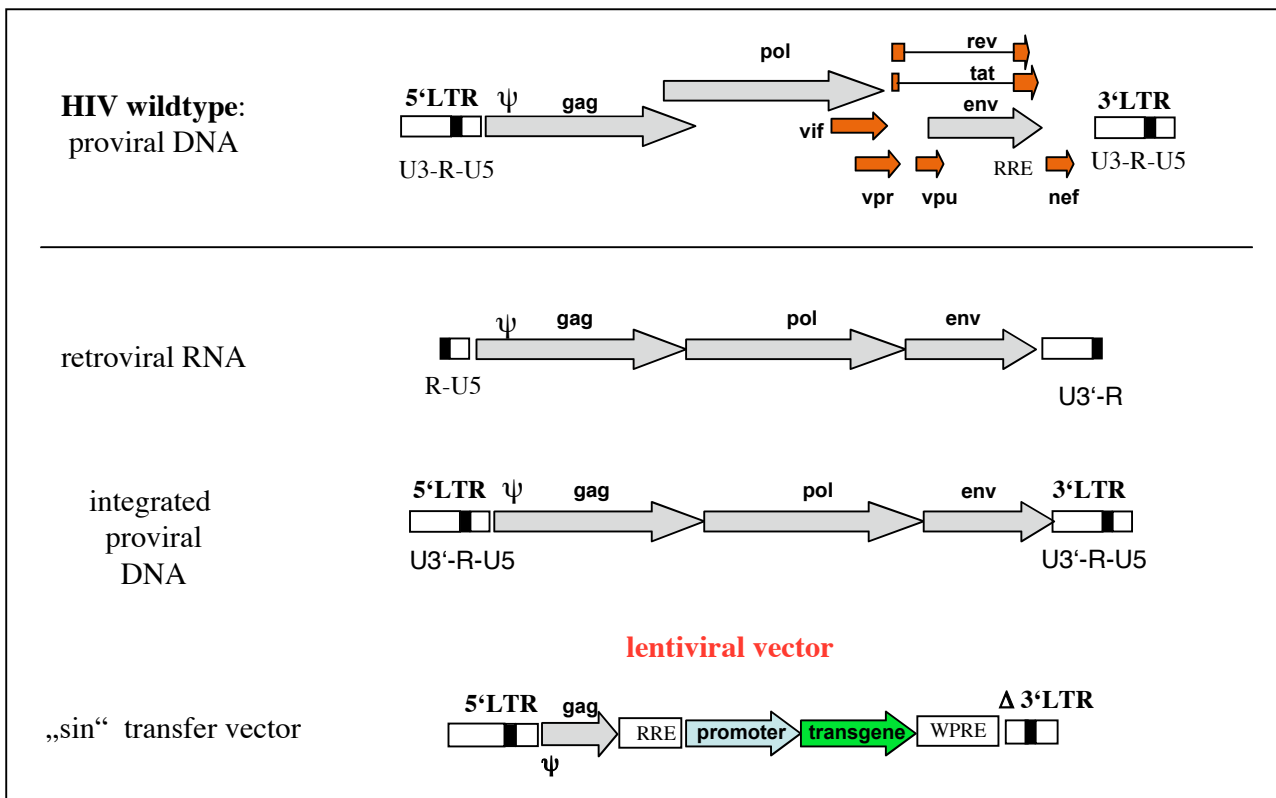 HIV wildtype:
proviral DNA
5‘LTR
ψ
gag
pol
rev
tat
env
3‘LTR
vif
U3-R-U5
RRE
U3-R-U5
vpr
vpu
nef
retroviral RNA
ψ
gag
pol
env
R-U5
U3‘-R
integrated
proviral
DNA
5‘LTR
ψ
gag
pol
env
3‘LTR
U3‘-R-U5
U3‘-R-U5
lentiviral vector
„sin“ transfer vector
5‘LTR
gag
RRE
promoter
transgene
WPRE
Δ 3‘LTR
ψ